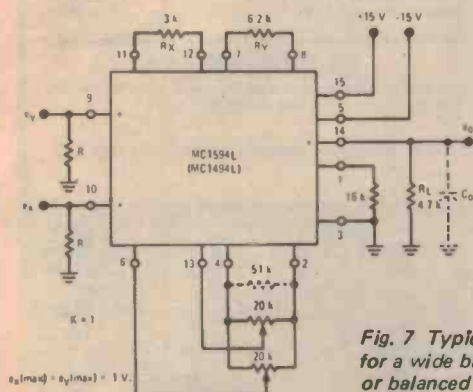 3 k
6.2 k
+15 V
-15 V
RX
RY
11
12
7
8
15
5
9
eY
14
R
MC1594L
(MC1494L)
1
10
RL
4.7 k
CO
16 k
R
3
6
13
4
2
51 k
K = 1
20 k
20 k
Fig. 7 Typic
for a wide ba
or balanced
ex(max) = eY(max) = 1 V.